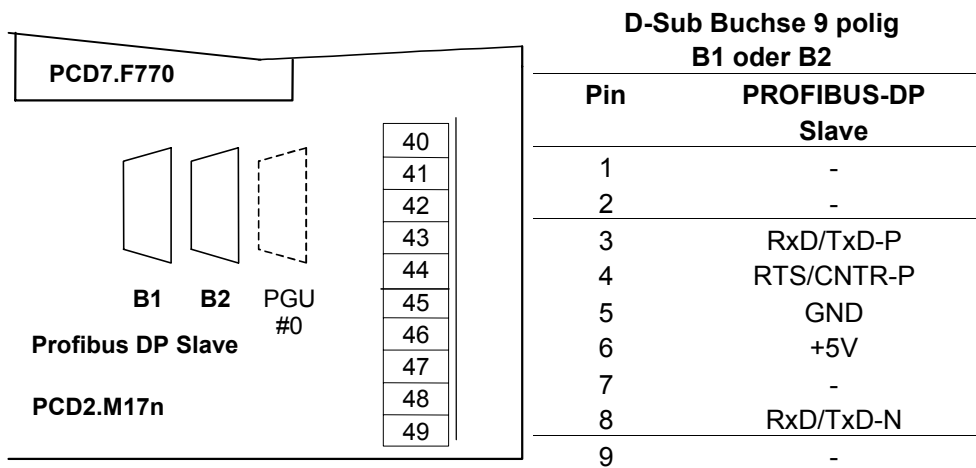 PCD7.F770
40
41
42
43
44
45
46
47
48
49
B1 B2 PGU
#0
Profibus DP Slave
PCD2.M17n
D-Sub Buchse 9 polig
B1 oder B2
Pin PROFIBUS-DP
Slave
1 -
2 -
3 RxD/TxD-P
4 RTS/CNTR-P
5 GND
6 +5V
7 -
8 RxD/TxD-N
9 -